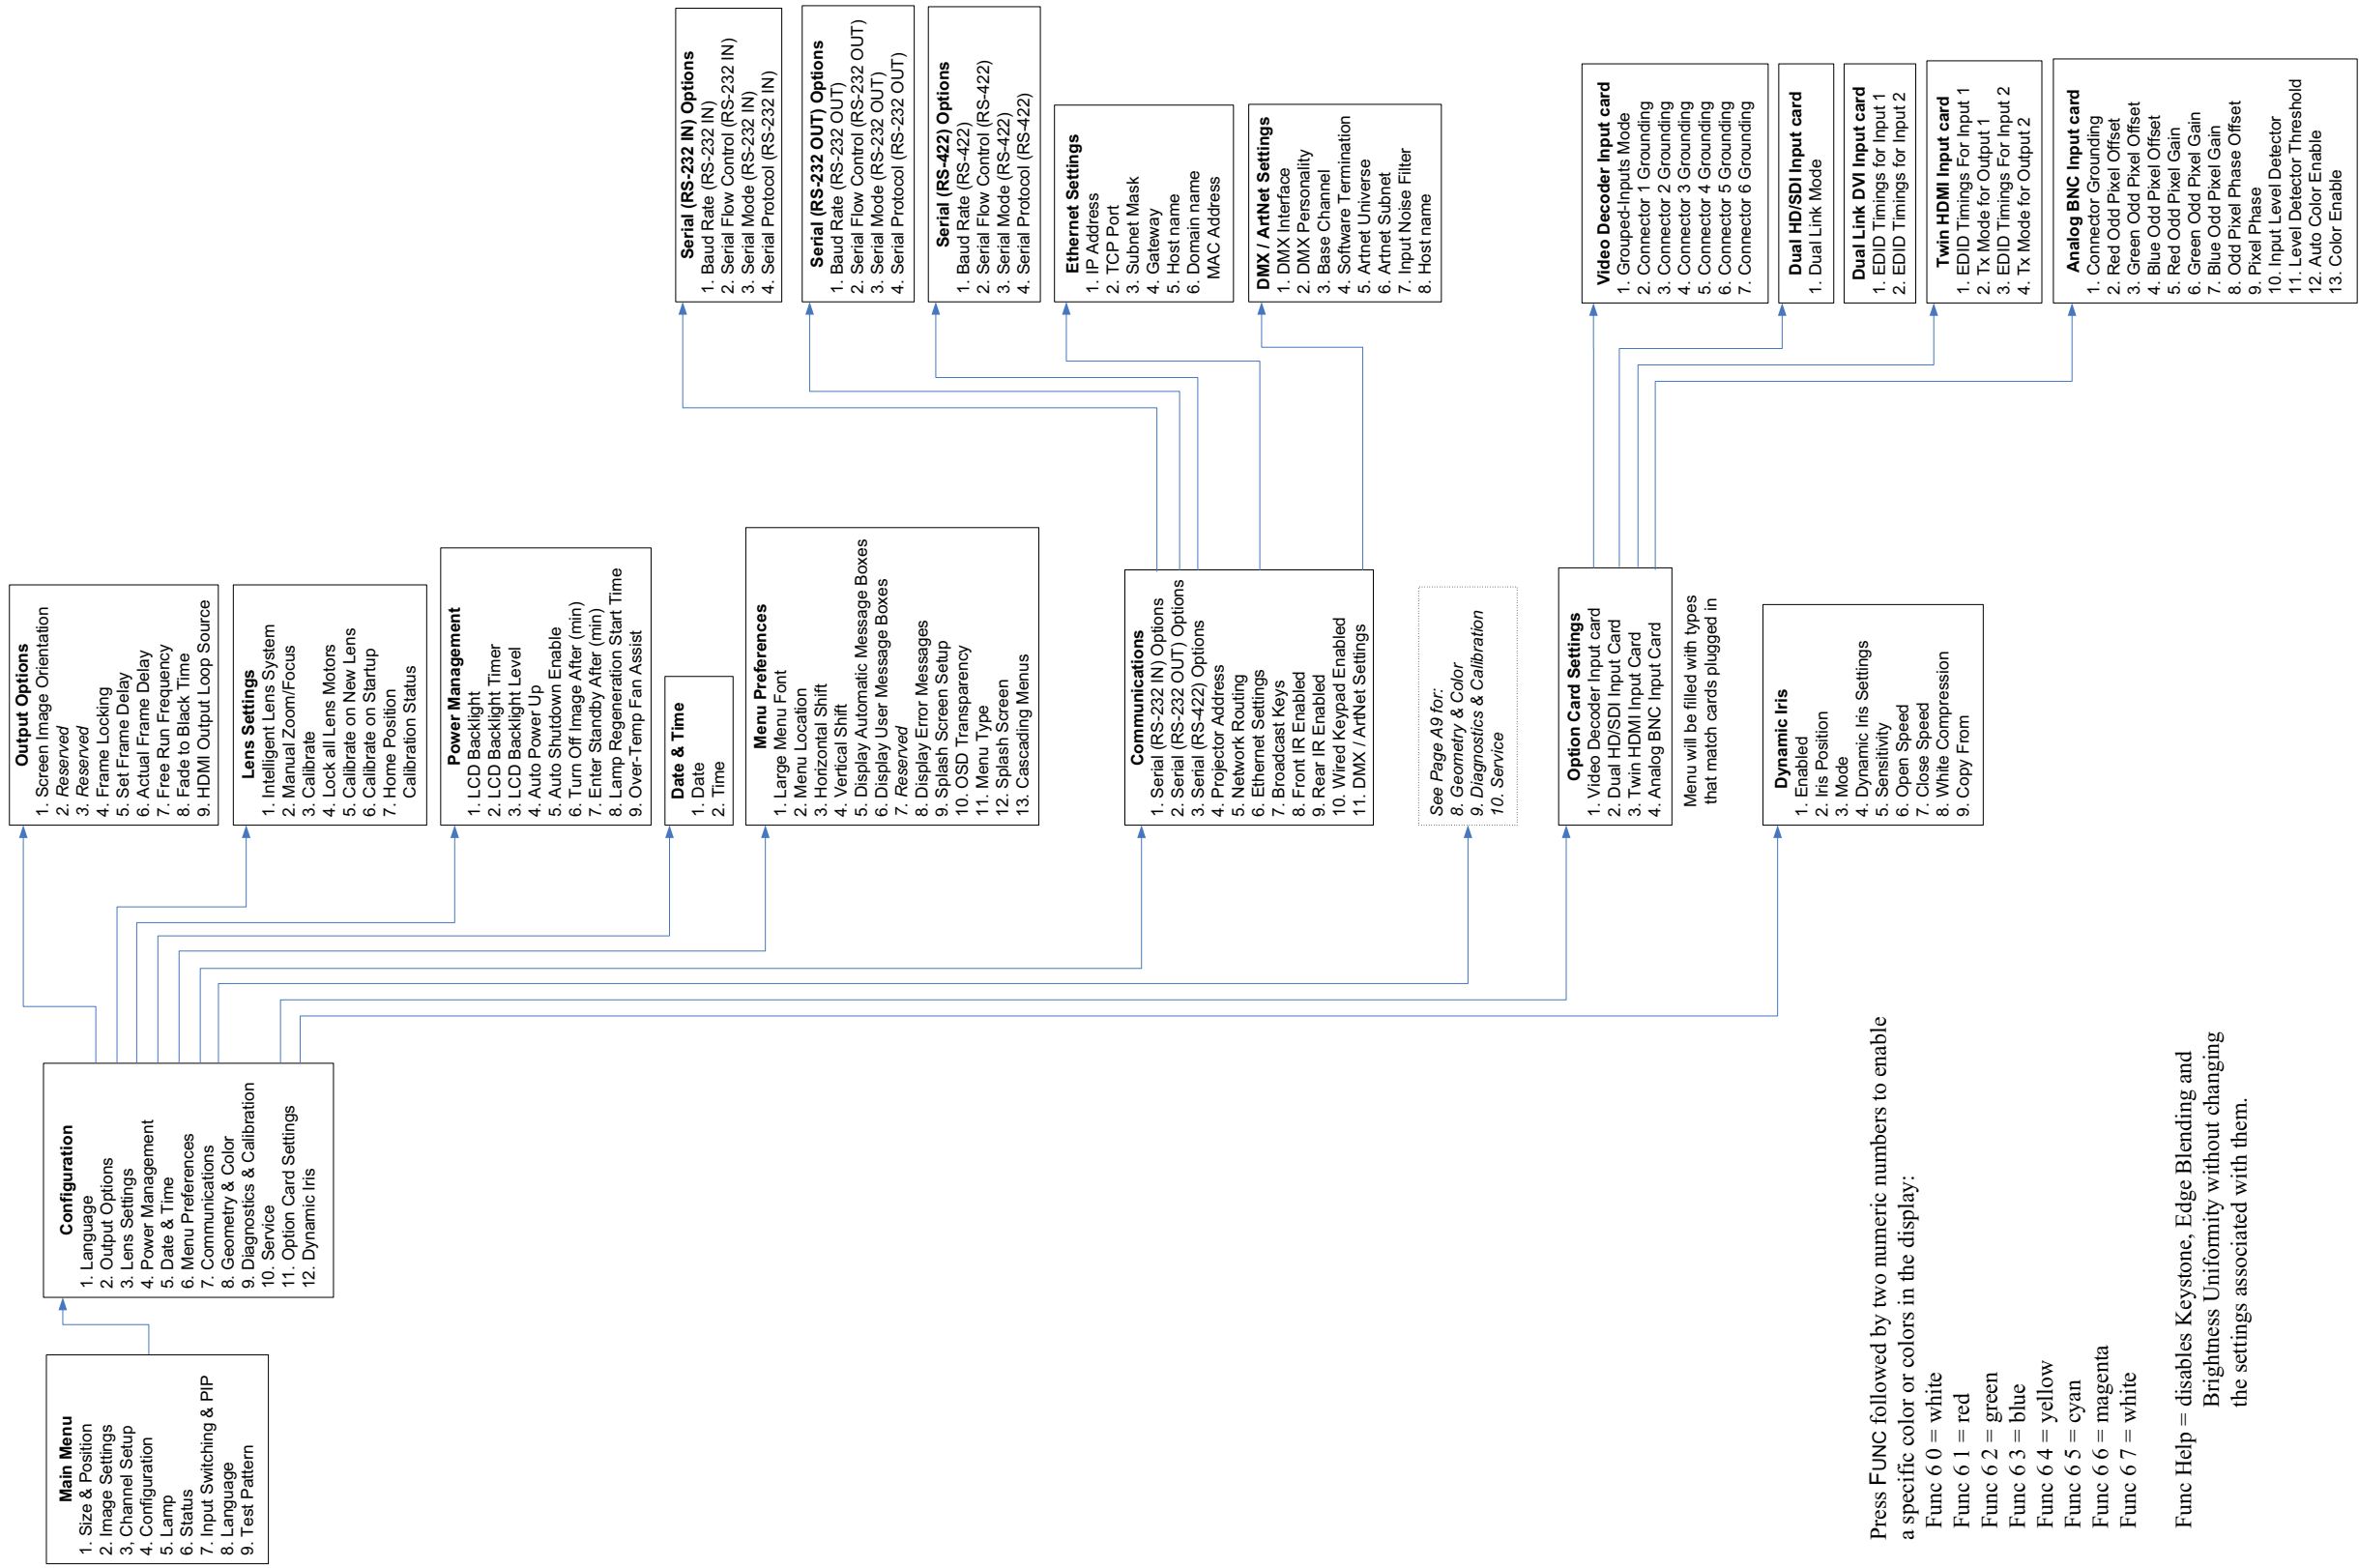 Main Menu
1. Size & Position
2. Image Settings
3, Channel Setup
4. Configuration
5. Lamp
6. Status
7. Input Switching & PIP
8. Language
9. Test Pattern
Configuration
1. Language
2. Output Options
3. Lens Settings
4. Power Management
5. Date & Time
6. Menu Preferences
7. Communications
8. Geometry & Color
9. Diagnostics & Calibration
10. Service
11. Option Card Settings
12. Dynamic Iris
Output Options
1. Screen Image Orientation
2. Reserved
3. Reserved
4. Frame Locking
5. Set Frame Delay
6. Actual Frame Delay
7. Free Run Frequency
8. Fade to Black Time
9. HDMI Output Loop Source
Lens Settings
1. Intelligent Lens System
2. Manual Zoom/Focus
3. Calibrate
4. Lock all Lens Motors
5. Calibrate on New Lens
6. Calibrate on Startup
7. Home Position
Calibration Status
Power Management
1. LCD Backlight
2. LCD Backlight Timer
3. LCD Backlight Level
4. Auto Power Up
5. Auto Shutdown Enable
6. Turn Off Image After (min)
7. Enter Standby After (min)
8. Lamp Regeneration Start Time
9. Over-Temp Fan Assist
Date & Time
1. Date
2. Time
Menu Preferences
1. Large Menu Font
2. Menu Location
3. Horizontal Shift
4. Vertical Shift
5. Display Automatic Message Boxes
6. Display User Message Boxes
7. Reserved
8. Display Error Messages
9. Splash Screen Setup
10. OSD Transparency
11. Menu Type
12. Splash Screen
13. Cascading Menus
Communications
1. Serial (RS-232 IN) Options
2. Serial (RS-232 OUT) Options
3. Serial (RS-422) Options
4. Projector Address
5. Network Routing
6. Ethernet Settings
7. Broadcast Keys
8. Front IR Enabled
9. Rear IR Enabled
10. Wired Keypad Enabled
11. DMX / ArtNet Settings
See Page A9 for:
8. Geometry & Color
9. Diagnostics & Calibration
10. Service
Option Card Settings
1. Video Decoder Input card
2. Dual HD/SDI Input Card
3. Twin HDMI Input Card
4. Analog BNC Input Card
Menu will be filled with types
that match cards plugged in
Dynamic Iris
1. Enabled
2. Iris Position
3. Mode
4. Dynamic Iris Settings
5. Sensitivity
6. Open Speed
7. Close Speed
8. White Compression
9. Copy From
Serial (RS-232 IN) Options
1. Baud Rate (RS-232 IN)
2. Serial Flow Control (RS-232 IN)
3. Serial Mode (RS-232 IN)
4. Serial Protocol (RS-232 IN)
Serial (RS-232 OUT) Options
1. Baud Rate (RS-232 OUT)
2. Serial Flow Control (RS-232 OUT)
3. Serial Mode (RS-232 OUT)
4. Serial Protocol (RS-232 OUT)
Serial (RS-422) Options
1. Baud Rate (RS-422)
2. Serial Flow Control (RS-422)
3. Serial Mode (RS-422)
4. Serial Protocol (RS-422)
Ethernet Settings
1. IP Address
2. TCP Port
3. Subnet Mask
4. Gateway
5. Host name
6. Domain name
MAC Address
DMX / ArtNet Settings
1. DMX Interface
2. DMX Personality
3. Base Channel
4. Software Termination
5. Artnet Universe
6. Artnet Subnet
7. Input Noise Filter
8. Host name
Video Decoder Input card
1. Grouped-Inputs Mode
2. Connector 1 Grounding
3. Connector 2 Grounding
4. Connector 3 Grounding
5. Connector 4 Grounding
6. Connector 5 Grounding
7. Connector 6 Grounding
Dual HD/SDI Input card
1. Dual Link Mode
Dual Link DVI Input card
1. EDID Timings for Input 1
2. EDID Timings for Input 2
Twin HDMI Input card
1. EDID Timings For Input 1
2. Tx Mode for Output 1
3. EDID Timings For Input 2
4. Tx Mode for Output 2
Analog BNC Input card
1. Connector Grounding
2. Red Odd Pixel Offset
3. Green Odd Pixel Offset
4. Blue Odd Pixel Offset
5. Red Odd Pixel Gain
6. Green Odd Pixel Gain
7. Blue Odd Pixel Gain
8. Odd Pixel Phase Offset
9. Pixel Phase
10. Input Level Detector
11. Level Detector Threshold
12. Auto Color Enable
13. Color Enable
Press FUNC followed by two numeric numbers to enable
a specific color or colors in the display:
Func 6 0 = white
Func 6 1 = red
Func 6 2 = green
Func 6 3 = blue
Func 6 4 = yellow
Func 6 5 = cyan
Func 6 6 = magenta
Func 6 7 = white
Func Help = disables Keystone, Edge Blending and
Brightness Uniformity without changing
the settings associated with them.